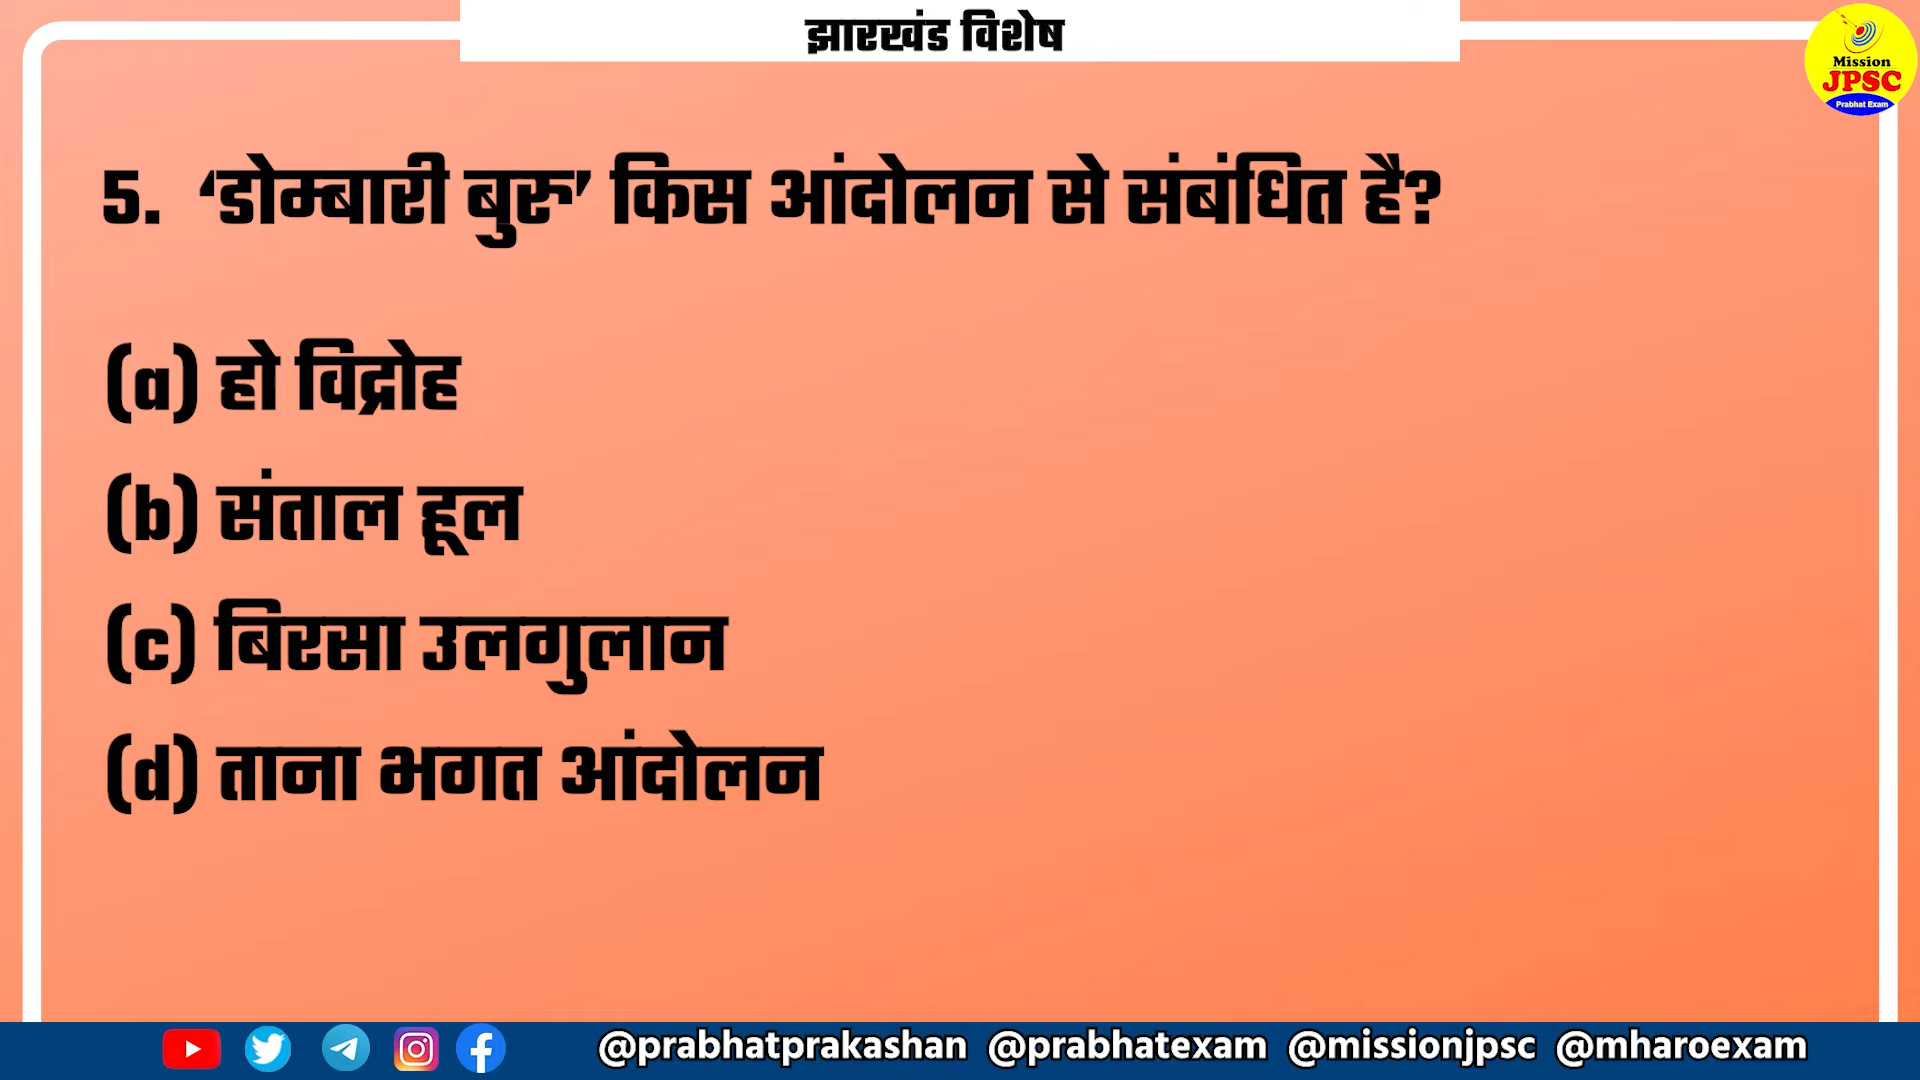 झारखंड विशेष
Mission
JPSC
Prabhat Exam
5. ‘डोम्बारी बुरु’ किस आंदोलन से संबंधित है?
(a) हो विद्रोह
(b) संताल हूल
(c) बिरसा उलगुलान
(d) ताना भगत आंदोलन
@prabhatprakashan @prabhatexam @missionjpsc @mharoexam